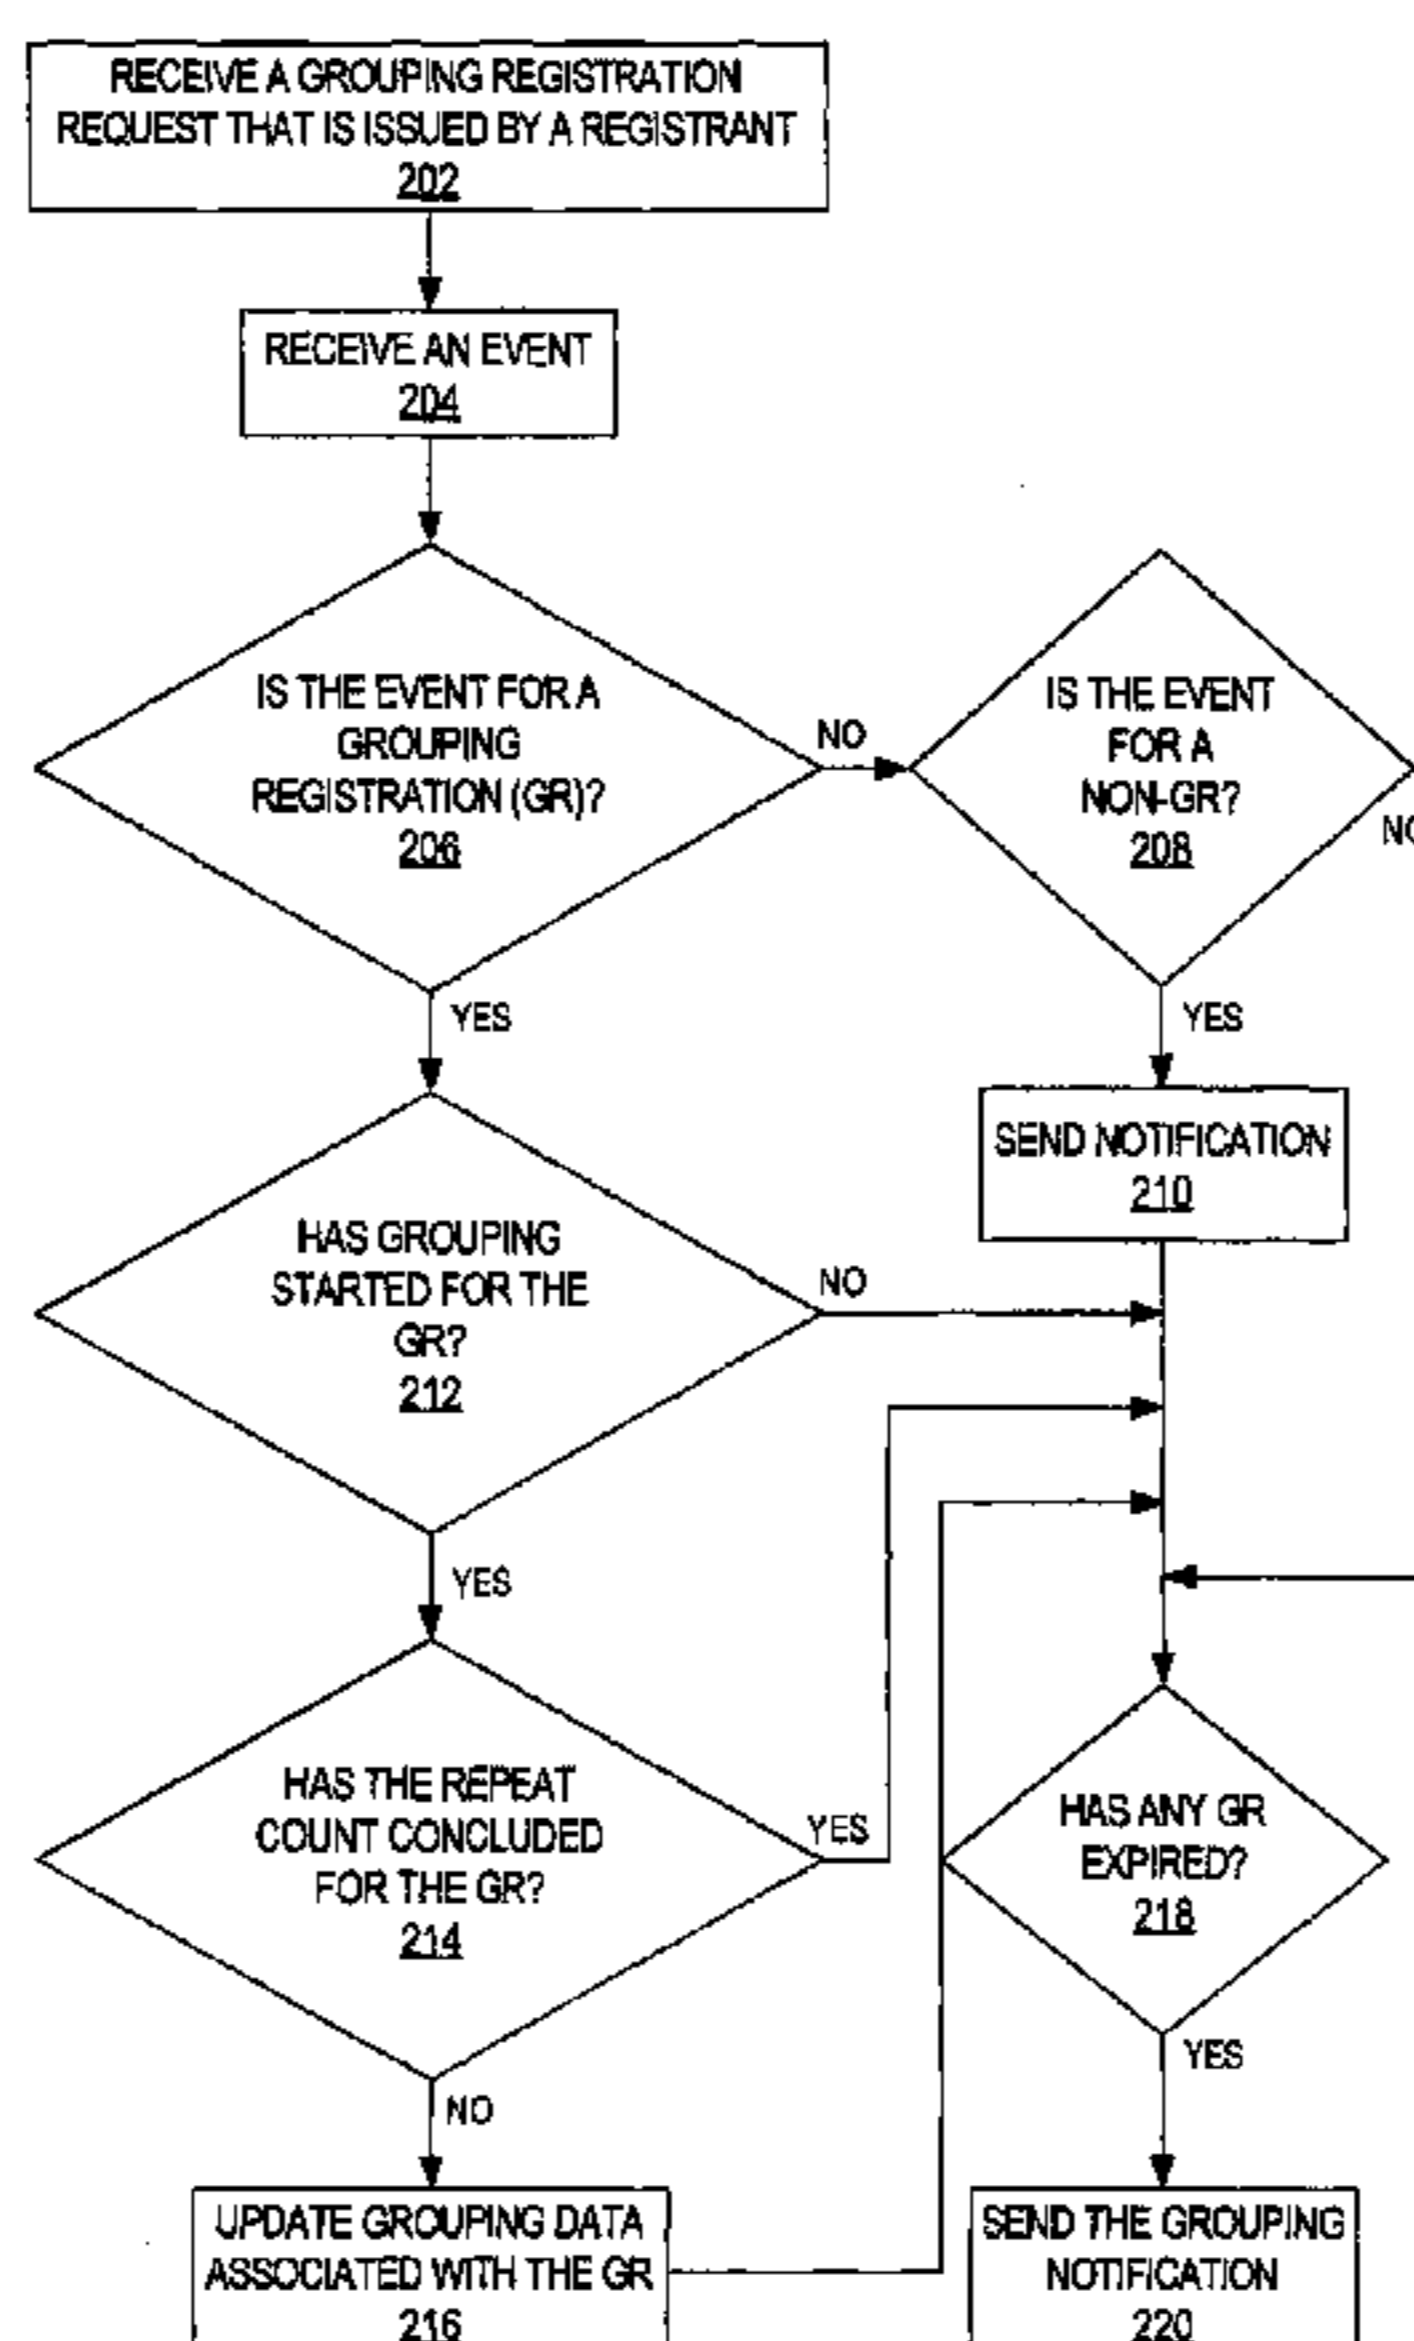 RECEIVE A GROUPING REGISTRATION
REQUEST THAT IS ISSUED BY A REGISTRANT
202
RECEIVE AN EVENT
204
IS THE EVENT FOR A
GROUPING
REGISTRATION (GR)?
206
NO
IS THE EVENT
FOR A
NON-GR?
208
NO
YES
YES
SEND NOTIFICATION
210
HAS GROUPING
STARTED FOR THE
GR?
212
NO
YES
HAS THE REPEAT
COUNT CONCLUDED
FOR THE GR?
214
YES
HAS ANY GR
EXPIRED?
218
YES
NO
UPDATE GROUPING DATA
ASSOCIATED WITH THE GR
216
SEND THE GROUPING
NOTIFICATION
220